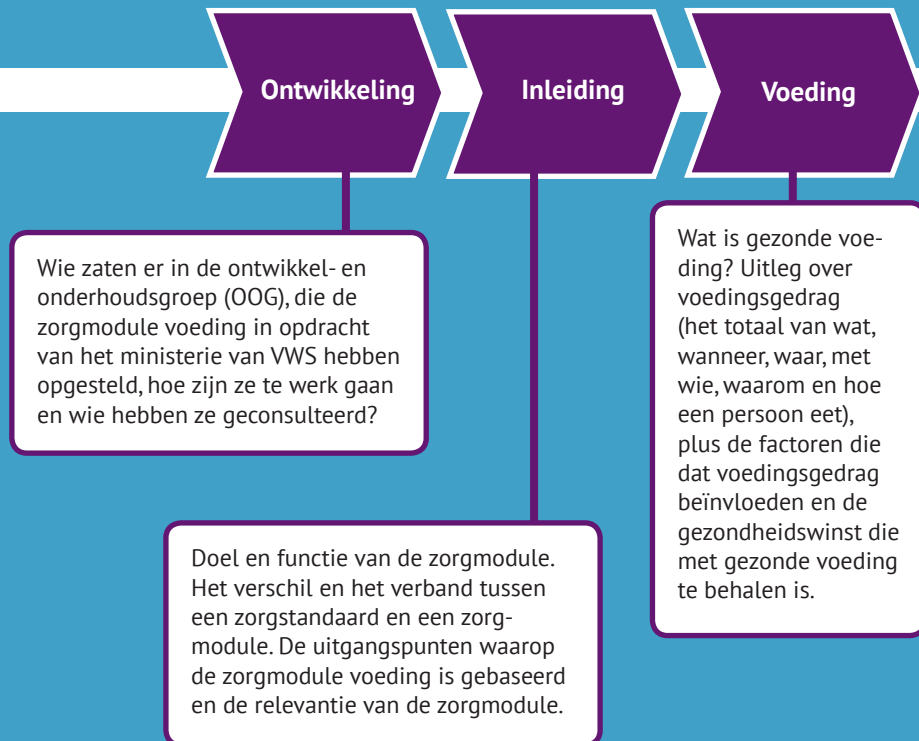 Ontwikkeling
Inleiding
Voeding
Wie zaten er in de ontwikkel- en
onderhoudsgroep (OOG), die de
zorgmodule voeding in opdracht
van het ministerie van VWS hebben
opgesteld, hoe zijn ze te werk gaan
en wie hebben ze geconsulteerd?
Doel en functie van de zorgmodule.
Het verschil en het verband tussen
een zorgstandaard en een zorg-
module. De uitgangspunten waarop
de zorgmodule voeding is gebaseerd
en de relevantie van de zorgmodule.
Wat is gezonde voe-
ding? Uitleg over
voedingsgedrag
(het totaal van wat,
wanneer, waar, met
wie, waarom en hoe
een persoon eet),
plus de factoren die
dat voedingsgedrag
beïnvloeden en de
gezondheidswinst die
met gezonde voeding
te behalen is.